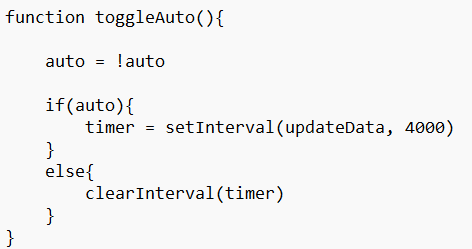 function toggleAuto(){

    auto = !auto

    if(auto){
        timer = setInterval(updateData, 4000)
    }
    else{
        clearInterval(timer)
    }
}